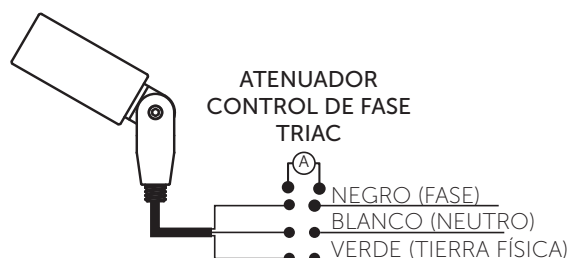 ATENUADOR
CONTROL DE FASE
TRIAC
A
NEGRO (FASE)
BLANCO (NEUTRO)
VERDE (TIERRA FÍSICA)